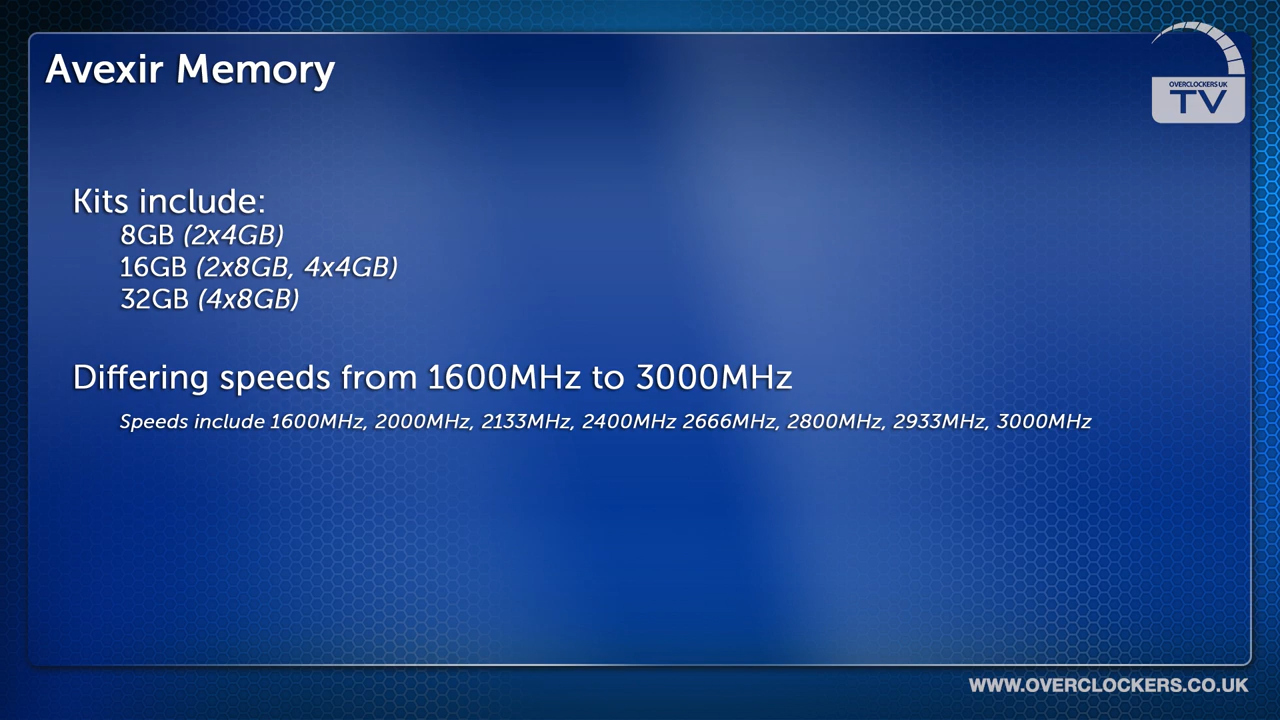 Avexir Memory
OVERCLOCKERS UK
TV
Kits include:
8GB (2x4GB)
16GB (2x8GB, 4x4GB)
32GB (4x8GB)
Differing speeds from 1600MHz to 3000MHz
Speeds include 1600MHz, 2000MHz, 2133MHz, 2400MHz 2666MHz, 2800MHz, 2933MHz, 3000MHz
WWW.OVERCLOCKERS.CO.UK